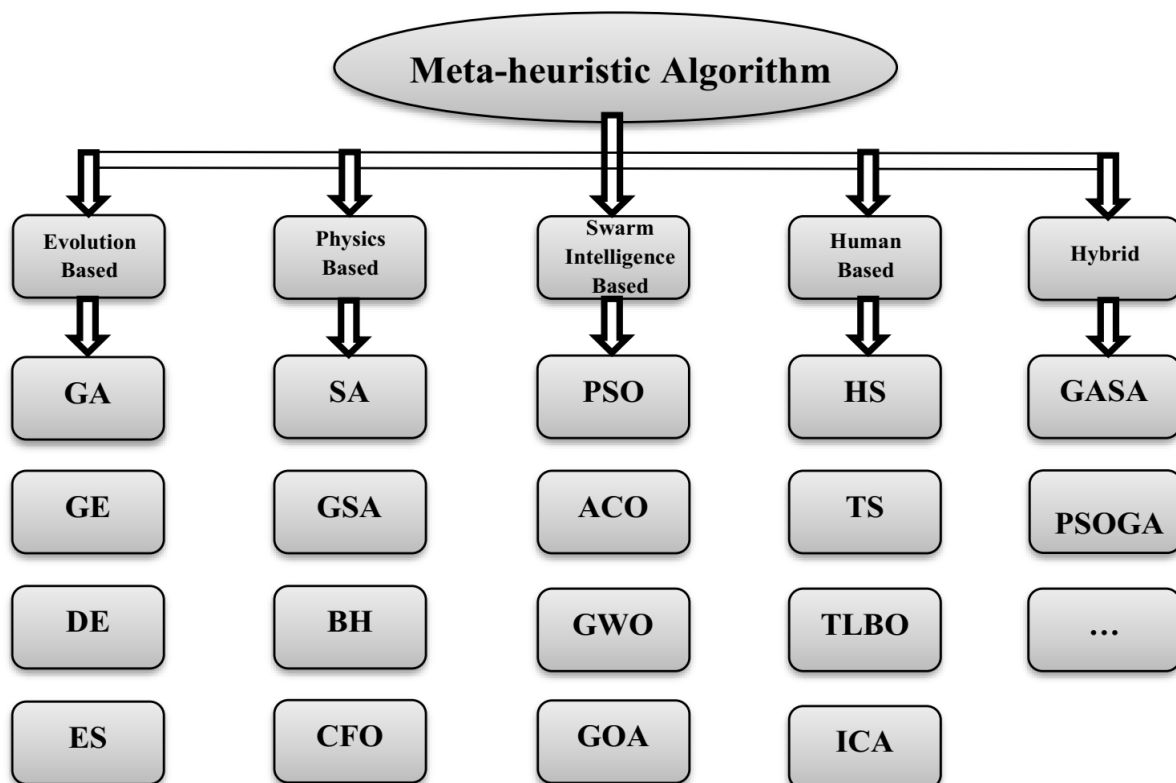 Meta-heuristic Algorithm
Evolution
Based
Physics
Based
Swarm
Intelligence
Based
Human
Based
Hybrid
GA
SA
PSO
HS
GASA
GE
GSA
ACO
TS
PSOGA
DE
BH
GWO
TLBO
...
ES
CFO
GOA
ICA